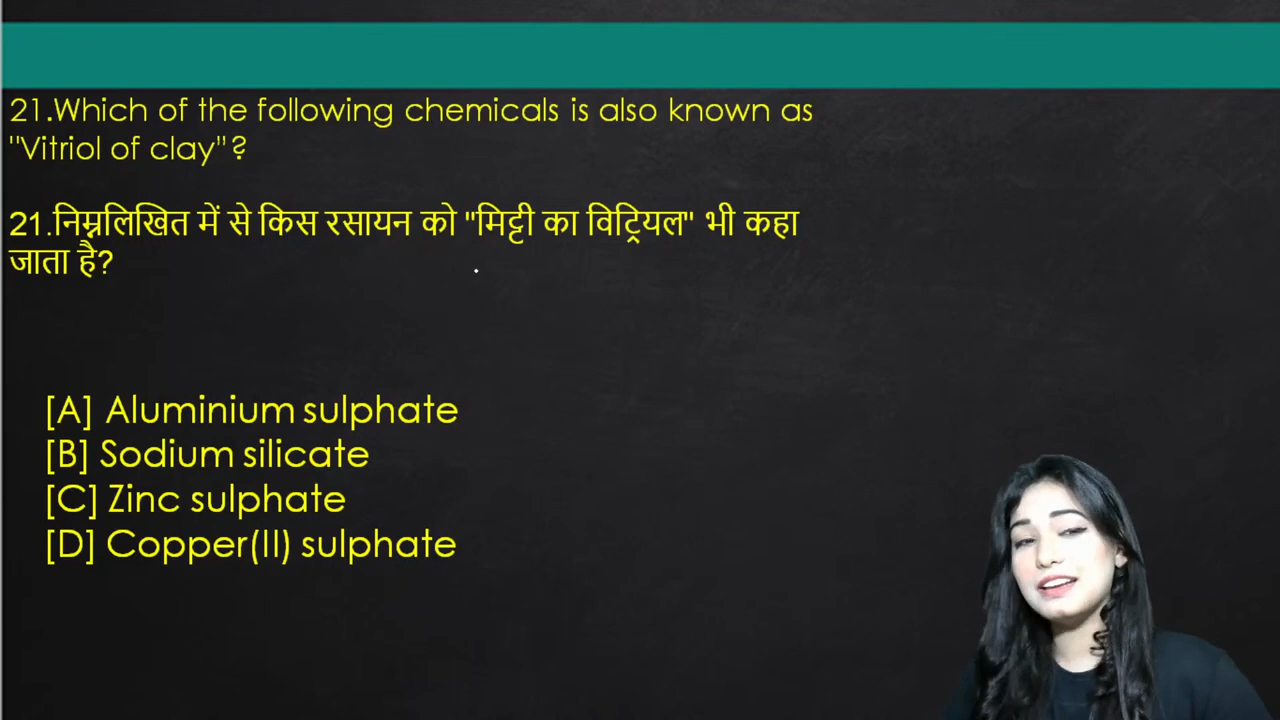 21.Which of the following chemicals is also known as
"Vitriol of clay"?
21.निम्नलिखित में से किस रसायन को "मिट्टी का विट्रियल" भी कहा
जाता है?
[A] Aluminium sulphate
[B] Sodium silicate
[C] Zinc sulphate
[D] Copper(II) sulphate